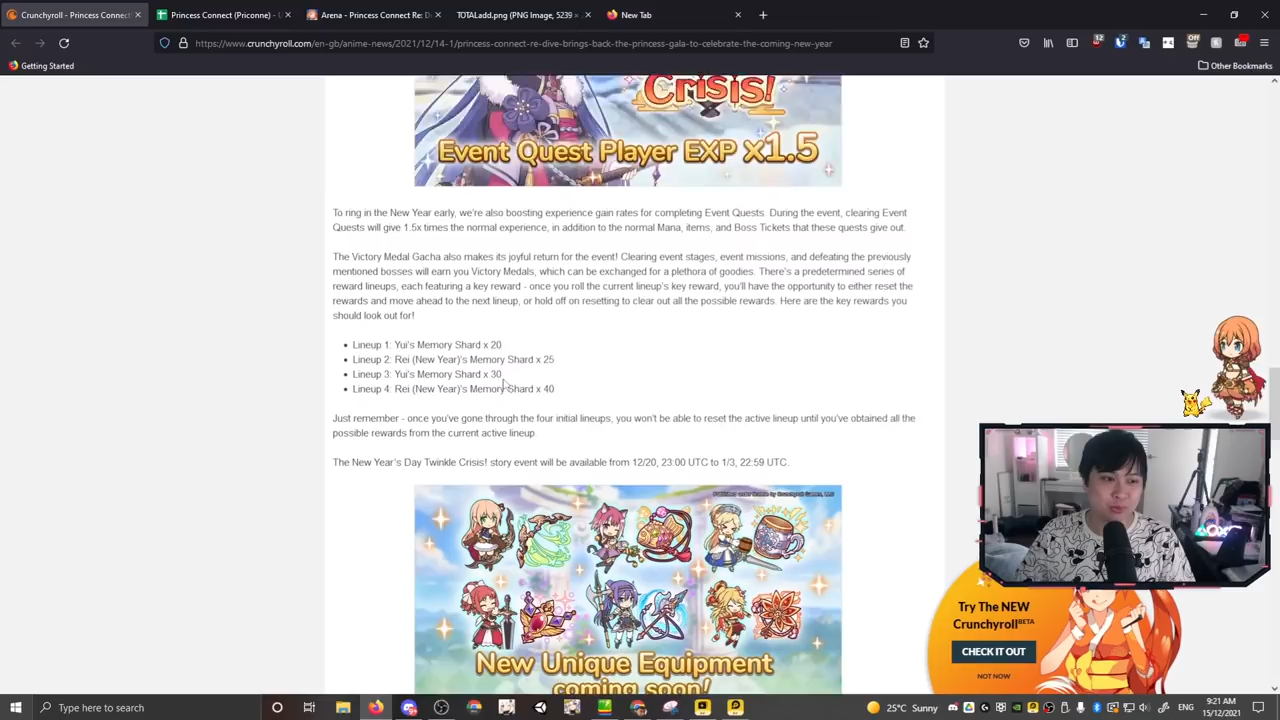 Crunchyroll - Princess Connect
Princess Connect (Priconne) - L
Arena - Princess Connect Re: D
TOTALadd.png (PNG Image, 5239 ×
New Tab
https://www.crunchyroll.com/en-gb/anime-news/2021/12/14-1/princess-connect-re-dive-brings-back-the-princess-gala-to-celebrate-the-coming-new-year
12
2
Off
Getting Started
Other Bookmarks
Crisis!
Event Quest Player EXP x1.5
To ring in the New Year early, we're also boosting experience gain rates for completing Event Quests. During the event, clearing Event
Quests will give 1.5x times the normal experience, in addition to the normal Mana, items, and Boss Tickets that these quests give out.
The Victory Medal Gacha also makes its joyful return for the event! Clearing event stages, event missions, and defeating the previously
mentioned bosses will earn you Victory Medals, which can be exchanged for a plethora of goodies. There's a predetermined series of
reward lineups, each featuring a key reward - once you roll the current lineup's key reward, you'll have the opportunity to either reset the
rewards and move ahead to the next lineup, or hold off on resetting to clear out all the possible rewards. Here are the key rewards you
should look out for!
• Lineup 1: Yui's Memory Shard x 20
• Lineup 2: Rei (New Year)'s Memory Shard x 25
• Lineup 3: Yui's Memory Shard x 30
• Lineup 4: Rei (New Year)'s Memory Shard x 40
Just remember - once you've gone through the four initial lineups, you won't be able to reset the active lineup until you've obtained all the
possible rewards from the current active lineup.
The New Year's Day Twinkle Crisis! story event will be available from 12/20, 23:00 UTC to 1/3, 22:59 UTC.
New Unique Equipment
coming soon!
Try The NEW
Crunchyroll BETA
CHECK IT OUT
NOT NOW
Type here to search
25°C Sunny
9:21 AM
15/12/2021